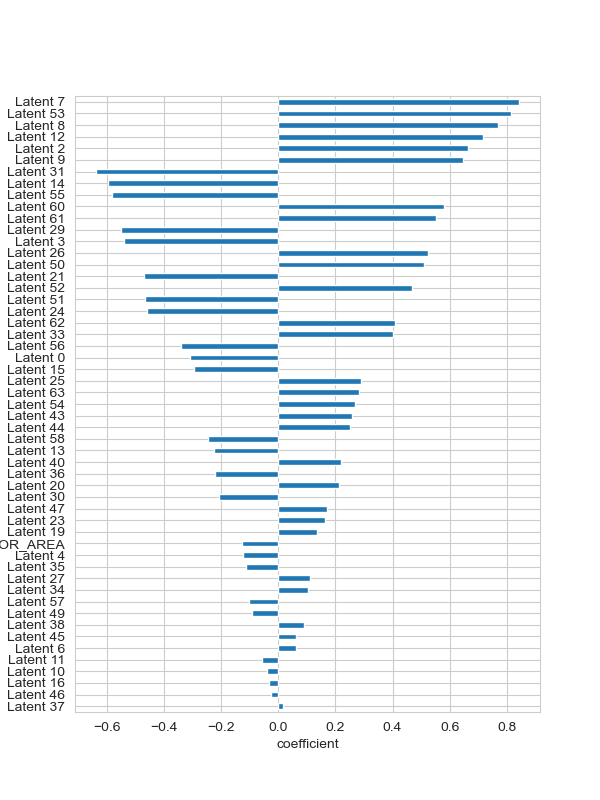 Latent 7
Latent 53
Latent 8
Latent 12
Latent 2
Latent 9
Latent 31
Latent 14
Latent 55
Latent 60
Latent 61
Latent 29
Latent 3
Latent 26
Latent 50
Latent 21
Latent 52
Latent 51
Latent 24
Latent 62
Latent 33
Latent 56
Latent 0
Latent 15
Latent 25
Latent 63
Latent 54
Latent 43
Latent 44
Latent 58
Latent 13
Latent 40
Latent 36
Latent 20
Latent 30
Latent 47
Latent 23
Latent 19
OR_AREA
Latent 4
Latent 35
Latent 27
Latent 34
Latent 57
Latent 49
Latent 38
Latent 45
Latent 6
Latent 11
Latent 10
Latent 16
Latent 46
Latent 37
−0.6 −0.4 −0.2 0.0 0.2 0.4 0.6 0.8
coefficient